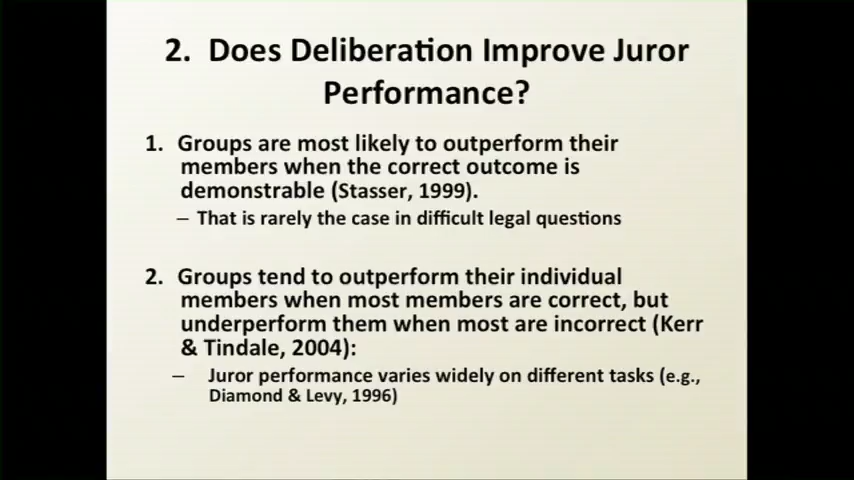 2. Does Deliberation Improve Juror
Performance?
1. Groups are most likely to outperform their
members when the correct outcome is
demonstrable (Stasser, 1999).
– That is rarely the case in difficult legal questions
2. Groups tend to outperform their individual
members when most members are correct, but
underperform them when most are incorrect (Kerr
& Tindale, 2004):
– Juror performance varies widely on different tasks (e.g.,
Diamond & Levy, 1996)